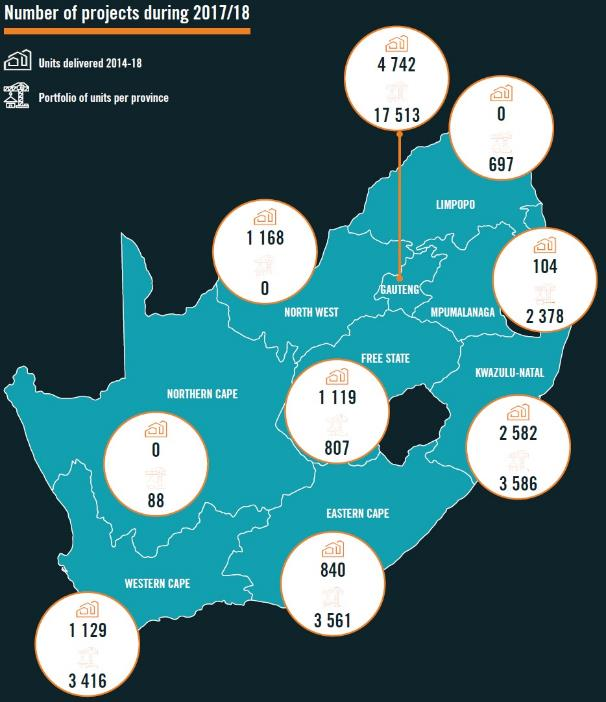 Number of projects during 2017/18
Units delivered 2014-18
Portfolio of units per province
4 742
17 513
0
697
LIMPOPO
1 168
0
104
2 378
GAUTENG
NORTH WEST
MPUMALANAGA
FREE STATE
KWAZULU-NATAL
NORTHERN CAPE
1 119
807
2 582
3 586
0
88
EASTERN CAPE
840
3 561
WESTERN CAPE
1 129
3 416